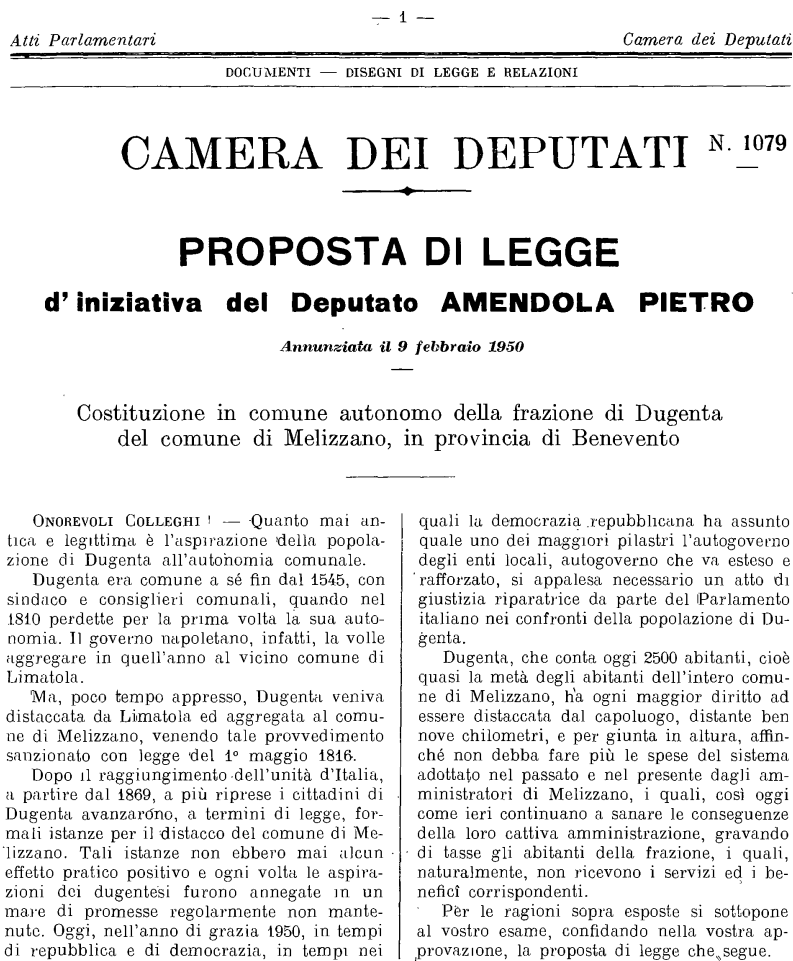 — 1 —
Atti Parlamentari Camera dei Deputati
DOCUMENTI — DISEGNI DI LEGGE E RELAZIONI
CAMERA DEI DEPUTATI N. 1079
PROPOSTA DI LEGGE
d'iniziativa del Deputato AMENDOLA PIETRO
Annunziata il 9 febbraio 1950
Costituzione in comune autonomo della frazione di Dugenta
del comune di Melizzano, in provincia di Benevento
ONOREVOLI COLLEGHI! — Quanto mai an-
tica e legittima è l'aspirazione della popola-
zione di Dugenta all'autonomia comunale.
Dugenta era comune a sé fin dal 1545, con
sindaco e consiglieri comunali, quando nel
1810 perdette per la prima volta la sua auto-
nomia. Il governo napoletano, infatti, la volle
aggregare in quell'anno al vicino comune di
Limatola.
Ma, poco tempo appresso, Dugenta veniva
distaccata da Limatola ed aggregata al comu-
ne di Melizzano, venendo tale provvedimento
sanzionato con legge del 1º maggio 1816.
Dopo il raggiungimento dell'unità d'Italia,
a partire dal 1869, a più riprese i cittadini di
Dugenta avanzaròno, a termini di legge, for-
mali istanze per il distacco del comune di Me-
lizzano. Tali istanze non ebbero mai alcun
effetto pratico positivo e ogni volta le aspira-
zioni dei dugentesi furono annegate in un
mare di promesse regolarmente non mante-
nute. Oggi, nell'anno di grazia 1950, in tempi
di repubblica e di democrazia, in tempi nei
quali la democrazia repubblicana ha assunto
quale uno dei maggiori pilastri l'autogoverno
degli enti locali, autogoverno che va esteso e
rafforzato, si appalesa necessario un atto di
giustizia riparatrice da parte del Parlamento
italiano nei confronti della popolazione di Du-
genta.
Dugenta, che conta oggi 2500 abitanti, cioè
quasi la metà degli abitanti dell'intero comu-
ne di Melizzano, ha ogni maggior diritto ad
essere distaccata dal capoluogo, distante ben
nove chilometri, e per giunta in altura, affin-
ché non debba fare più le spese del sistema
adottato nel passato e nel presente dagli am-
ministratori di Melizzano, i quali, così oggi
come ieri continuano a sanare le conseguenze
della loro cattiva amministrazione, gravando
di tasse gli abitanti della frazione, i quali,
naturalmente, non ricevono i servizi ed i be-
neficî corrispondenti.
Per le ragioni sopra esposte si sottopone
al vostro esame, confidando nella vostra ap-
provazione, la proposta di legge che segue.